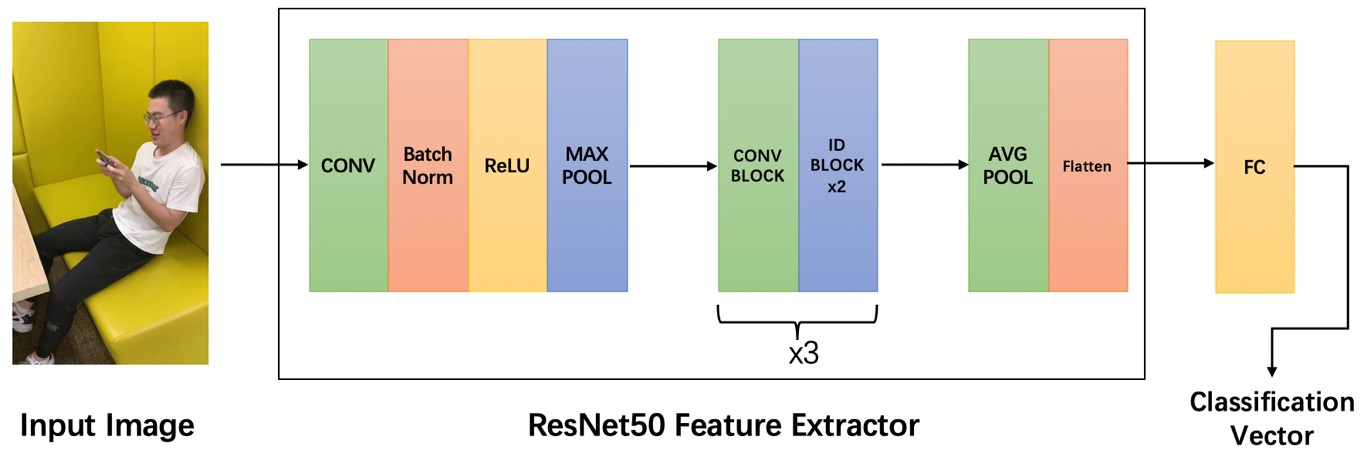 CONV
Batch
Norm
ReLU
MAX
POOL
CONV
BLOCK
ID
BLOCK
x2
AVG
POOL
Flatten
FC
x3
Input Image
ResNet50 Feature Extractor
Classification
Vector